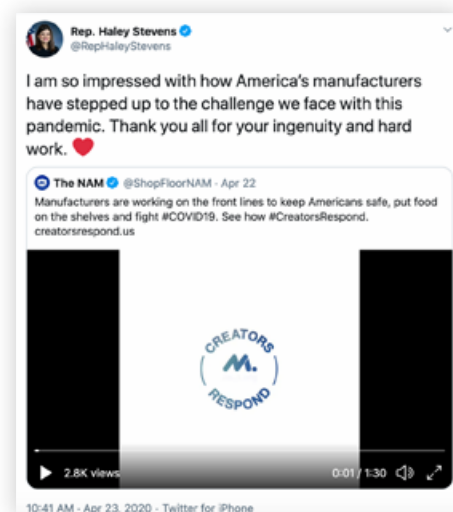 Rep. Haley Stevens
@RepHaleyStevens
I am so impressed with how America's manufacturers
have stepped up to the challenge we face with this
pandemic. Thank you all for your ingenuity and hard
work. ❤️
The NAM @ShopFloorNAM · Apr 22
Manufacturers are working on the front lines to keep Americans safe, put food
on the shelves and fight #COVID19. See how #CreatorsRespond.
creatorsrespond.us
CREATORS
M.
RESPOND
2.8K views 0:01 / 1:30
10:41 AM · Apr 23, 2020 · Twitter for iPhone